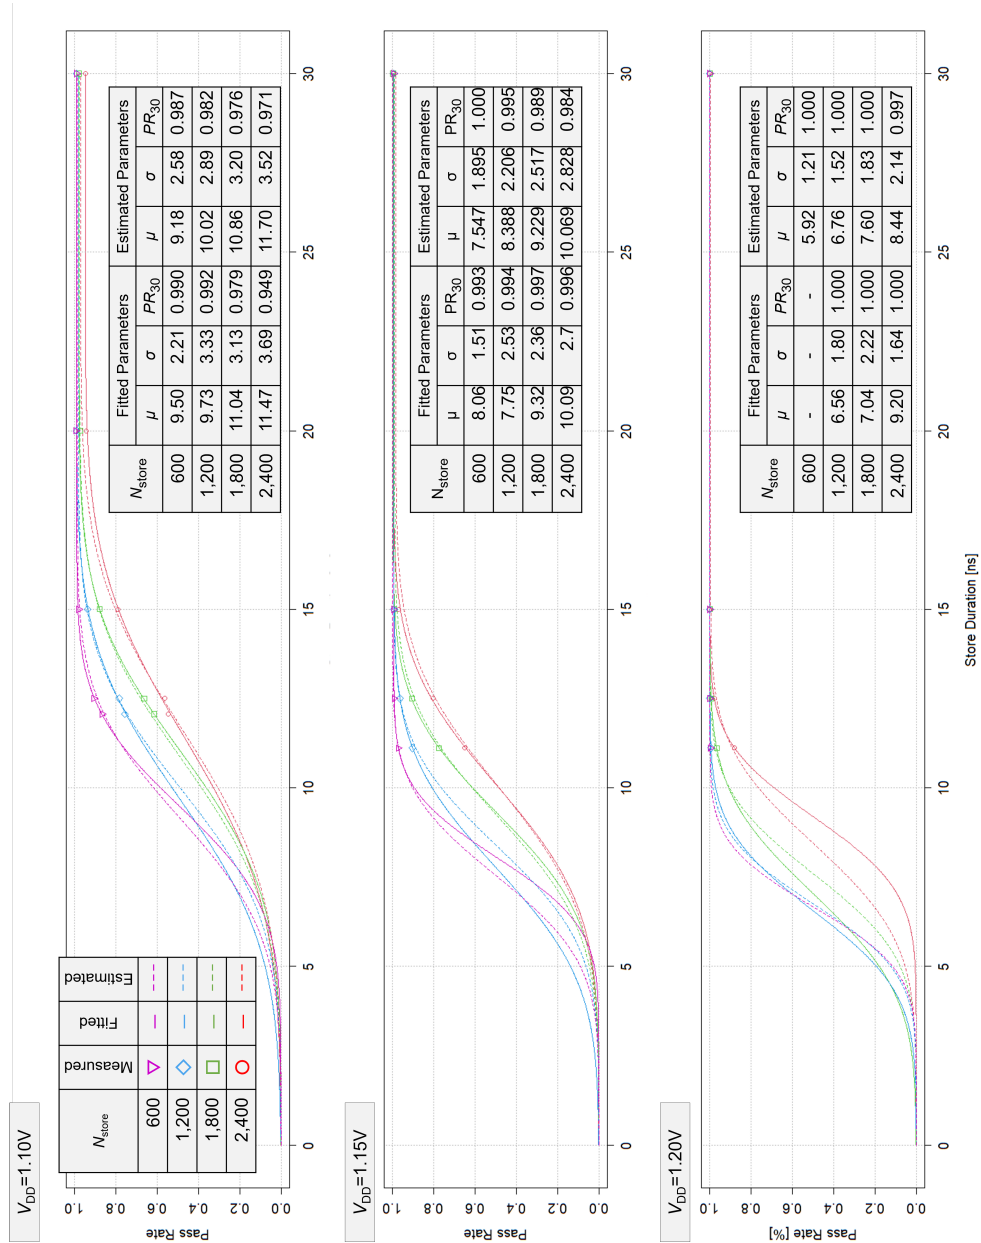 V_DD=1.10V
N_store Measured Fitted Estimated
600
1,200
1,800
2,400
N_store Fitted Parameters Estimated Parameters
μ σ PR_30 μ σ PR_30
600 9.50 2.21 0.990 9.18 2.58 0.987
1,200 9.73 3.33 0.992 10.02 2.89 0.982
1,800 11.04 3.13 0.979 10.86 3.20 0.976
2,400 11.47 3.69 0.949 11.70 3.52 0.971
Pass Rate
1.0
0.8
0.6
0.4
0.2
0.0
0 5 10 15 20 25 30
V_DD=1.15V
N_store Fitted Parameters Estimated Parameters
μ σ PR_30 μ σ PR_30
600 8.06 1.51 0.993 7.547 1.895 1.000
1,200 7.75 2.53 0.994 8.388 2.206 0.995
1,800 9.32 2.36 0.997 9.229 2.517 0.989
2,400 10.09 2.7 0.996 10.069 2.828 0.984
Pass Rate
1.0
0.8
0.6
0.4
0.2
0.0
0 5 10 15 20 25 30
V_DD=1.20V
N_store Fitted Parameters Estimated Parameters
μ σ PR_30 μ σ PR_30
600 - - - 5.92 1.21 1.000
1,200 6.56 1.80 1.000 6.76 1.52 1.000
1,800 7.04 2.22 1.000 7.60 1.83 1.000
2,400 9.20 1.64 1.000 8.44 2.14 0.997
Pass Rate [%]
1.0
0.8
0.6
0.4
0.2
0.0
0 5 10 15 20 25 30
Store Duration [ns]